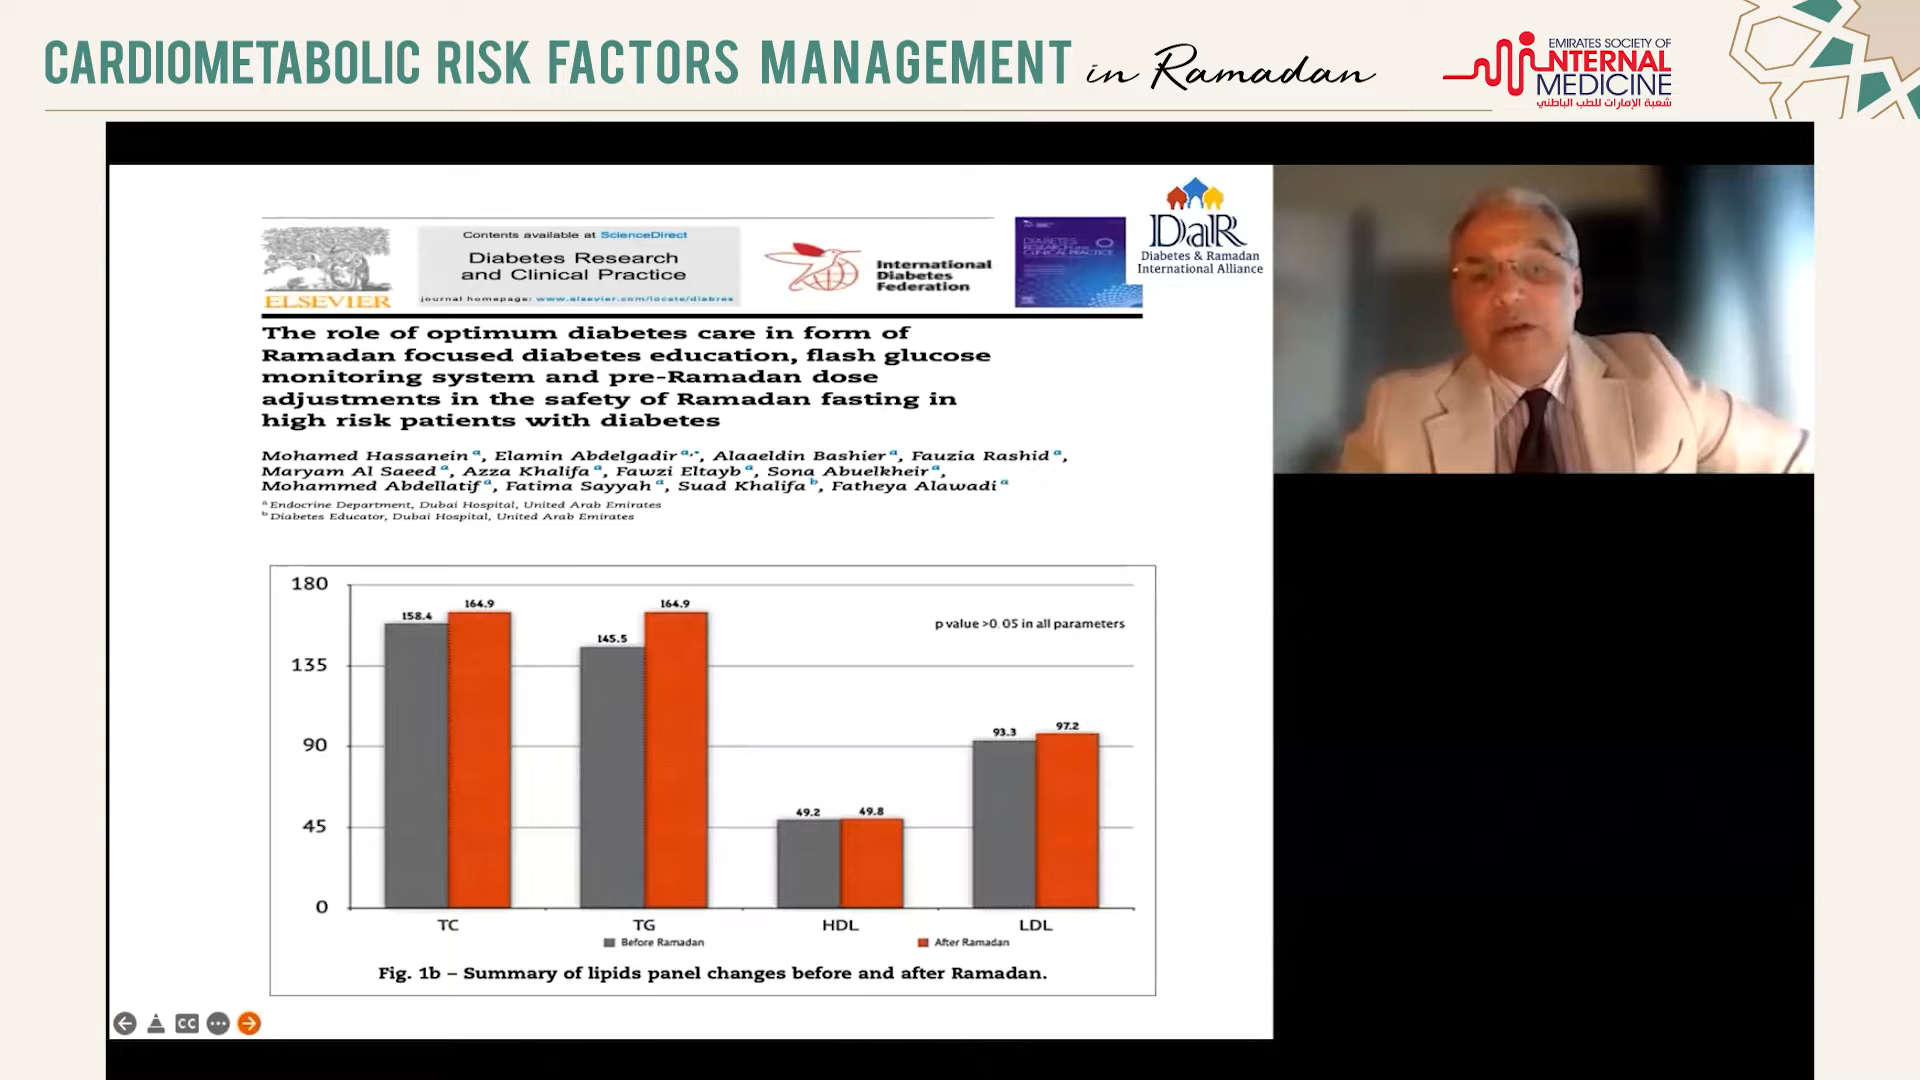 CARDIOMETABOLIC RISK FACTORS MANAGEMENT in Ramadan
EMIRATES SOCIETY OF
INTERNAL
MEDICINE
شعبة الإمارات للطب الباطني
Contents available at ScienceDirect
Diabetes Research
and Clinical Practice
journal homepage: www.elsevier.com/locate/diabres
ELSEVIER
International
Diabetes
Federation
DIABETES
RESEARCH AND
CLINICAL PRACTICE
DaR
Diabetes & Ramadan
International Alliance
The role of optimum diabetes care in form of
Ramadan focused diabetes education, flash glucose
monitoring system and pre-Ramadan dose
adjustments in the safety of Ramadan fasting in
high risk patients with diabetes
Mohamed Hassanein a, Elamin Abdelgadir a,*, Alaaeldin Bashier a, Fauzia Rashid a,
Maryam Al Saeed a, Azza Khalifa a, Fawzi Eltayb a, Sona Abuelkheir a,
Mohammed Abdellatif a, Fatima Sayyah a, Suad Khalifa b, Fatheya Alawadi a
a Endocrine Department, Dubai Hospital, United Arab Emirates
b Diabetes Educator, Dubai Hospital, United Arab Emirates
180
135
90
45
0
158.4
164.9
145.5
164.9
49.2
49.8
93.3
97.2
p value >0.05 in all parameters
TC
TG
HDL
LDL
Before Ramadan
After Ramadan
Fig. 1b – Summary of lipids panel changes before and after Ramadan.
CC